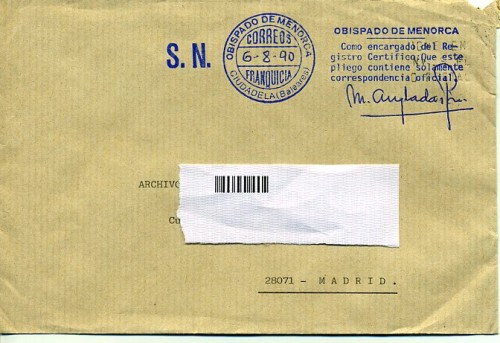 S. N.
OBISPADO DE MENORCA
CORREOS
6-8-90
FRANQUICIA
CIUDADELA (Baleares)
OBISPADO DE MENORCA
Como encargado del Re-
gistro Certifico: Que este
pliego contiene solamente
correspondencia oficial.
ARCHIVO
Cu
28071 - MADRID.